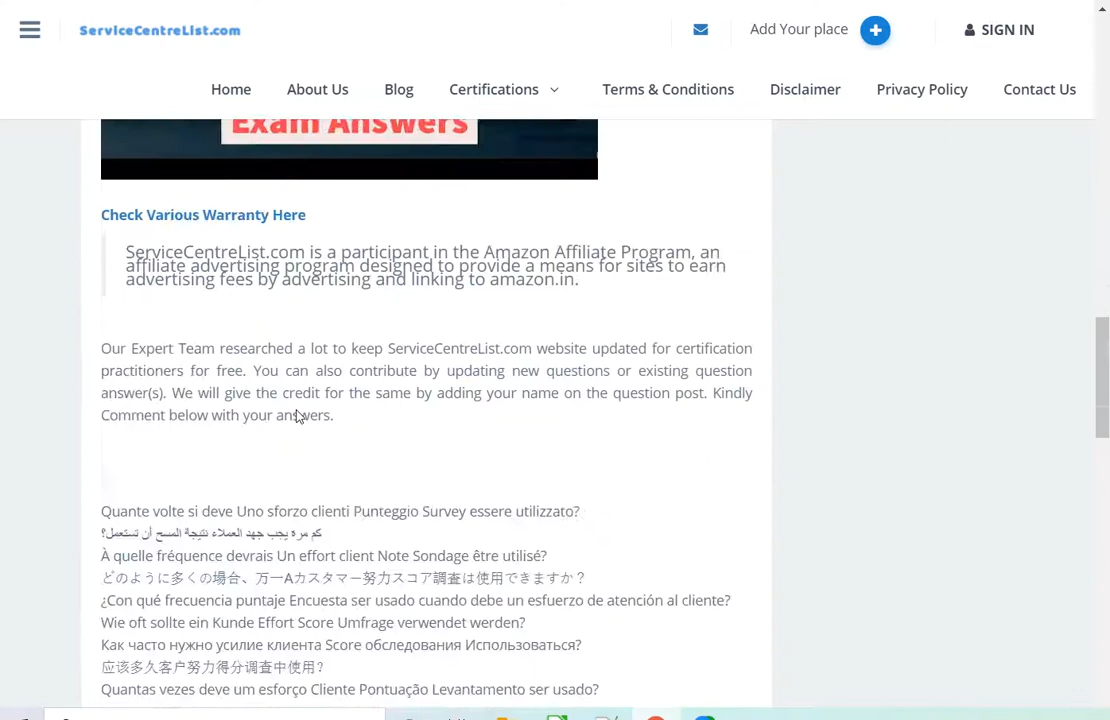 ServiceCentreList.com
Add Your place
SIGN IN
Home
About Us
Blog
Certifications
Terms & Conditions
Disclaimer
Privacy Policy
Contact Us
Exam Answers
Check Various Warranty Here
ServiceCentreList.com is a participant in the Amazon Affiliate Program, an
affiliate advertising program designed to provide a means for sites to earn
advertising fees by advertising and linking to amazon.in.
Our Expert Team researched a lot to keep ServiceCentreList.com website updated for certification
practitioners for free. You can also contribute by updating new questions or existing question
answer(s). We will give the credit for the same by adding your name on the question post. Kindly
Comment below with your answers.
Quante volte si deve Uno sforzo clienti Punteggio Survey essere utilizzato?
كم مرة يجب جهد العملاء نتيجة المسح أن تستعمل؟
À quelle fréquence devrais Un effort client Note Sondage être utilisé?
どのように多くの場合、万一Aカスタマー努力スコア調査は使用できますか？
¿Con qué frecuencia puntaje Encuesta ser usado cuando debe un esfuerzo de atención al cliente?
Wie oft sollte ein Kunde Effort Score Umfrage verwendet werden?
Как часто нужно усилие клиента Score обследования Использоваться?
应该多久客户努力得分调查中使用？
Quantas vezes deve um esforço Cliente Pontuação Levantamento ser usado?